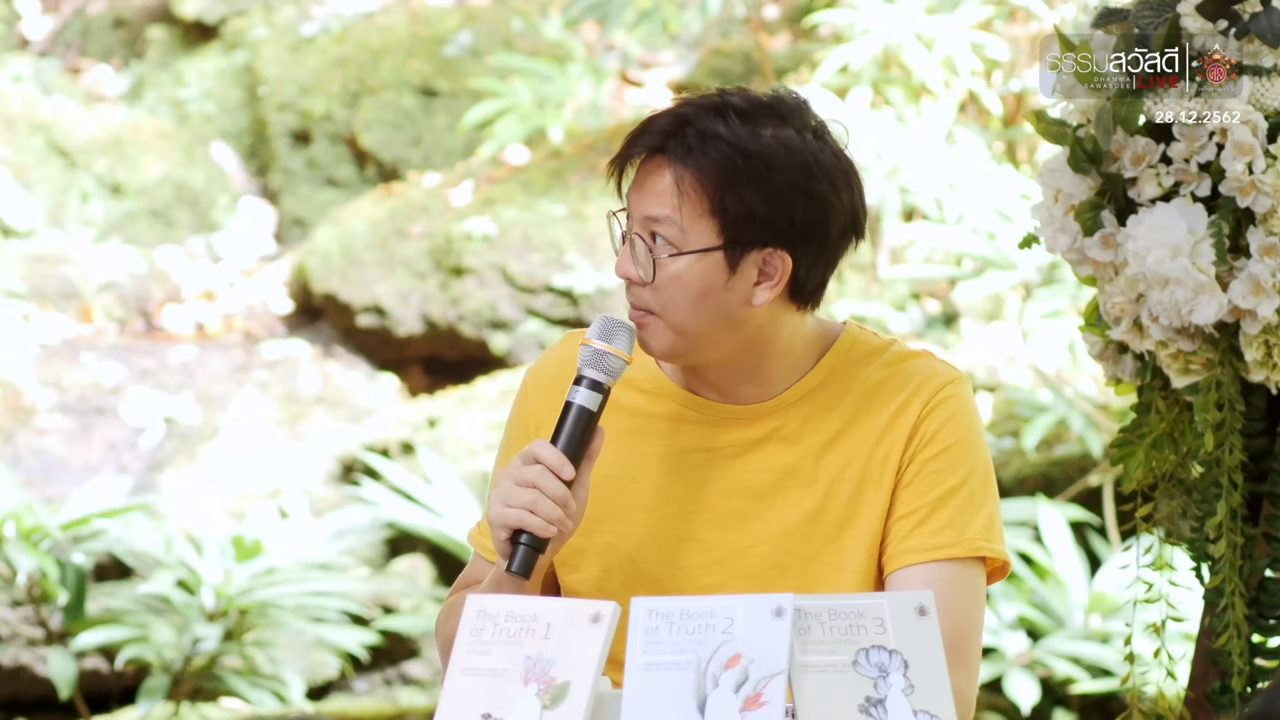 ธรรมสวัสดี
DHAMMA
SAWASDEE LIVE
28.12.2562
The Book
of Truth 1
The Book
of Truth 2
The Book
of Truth 3